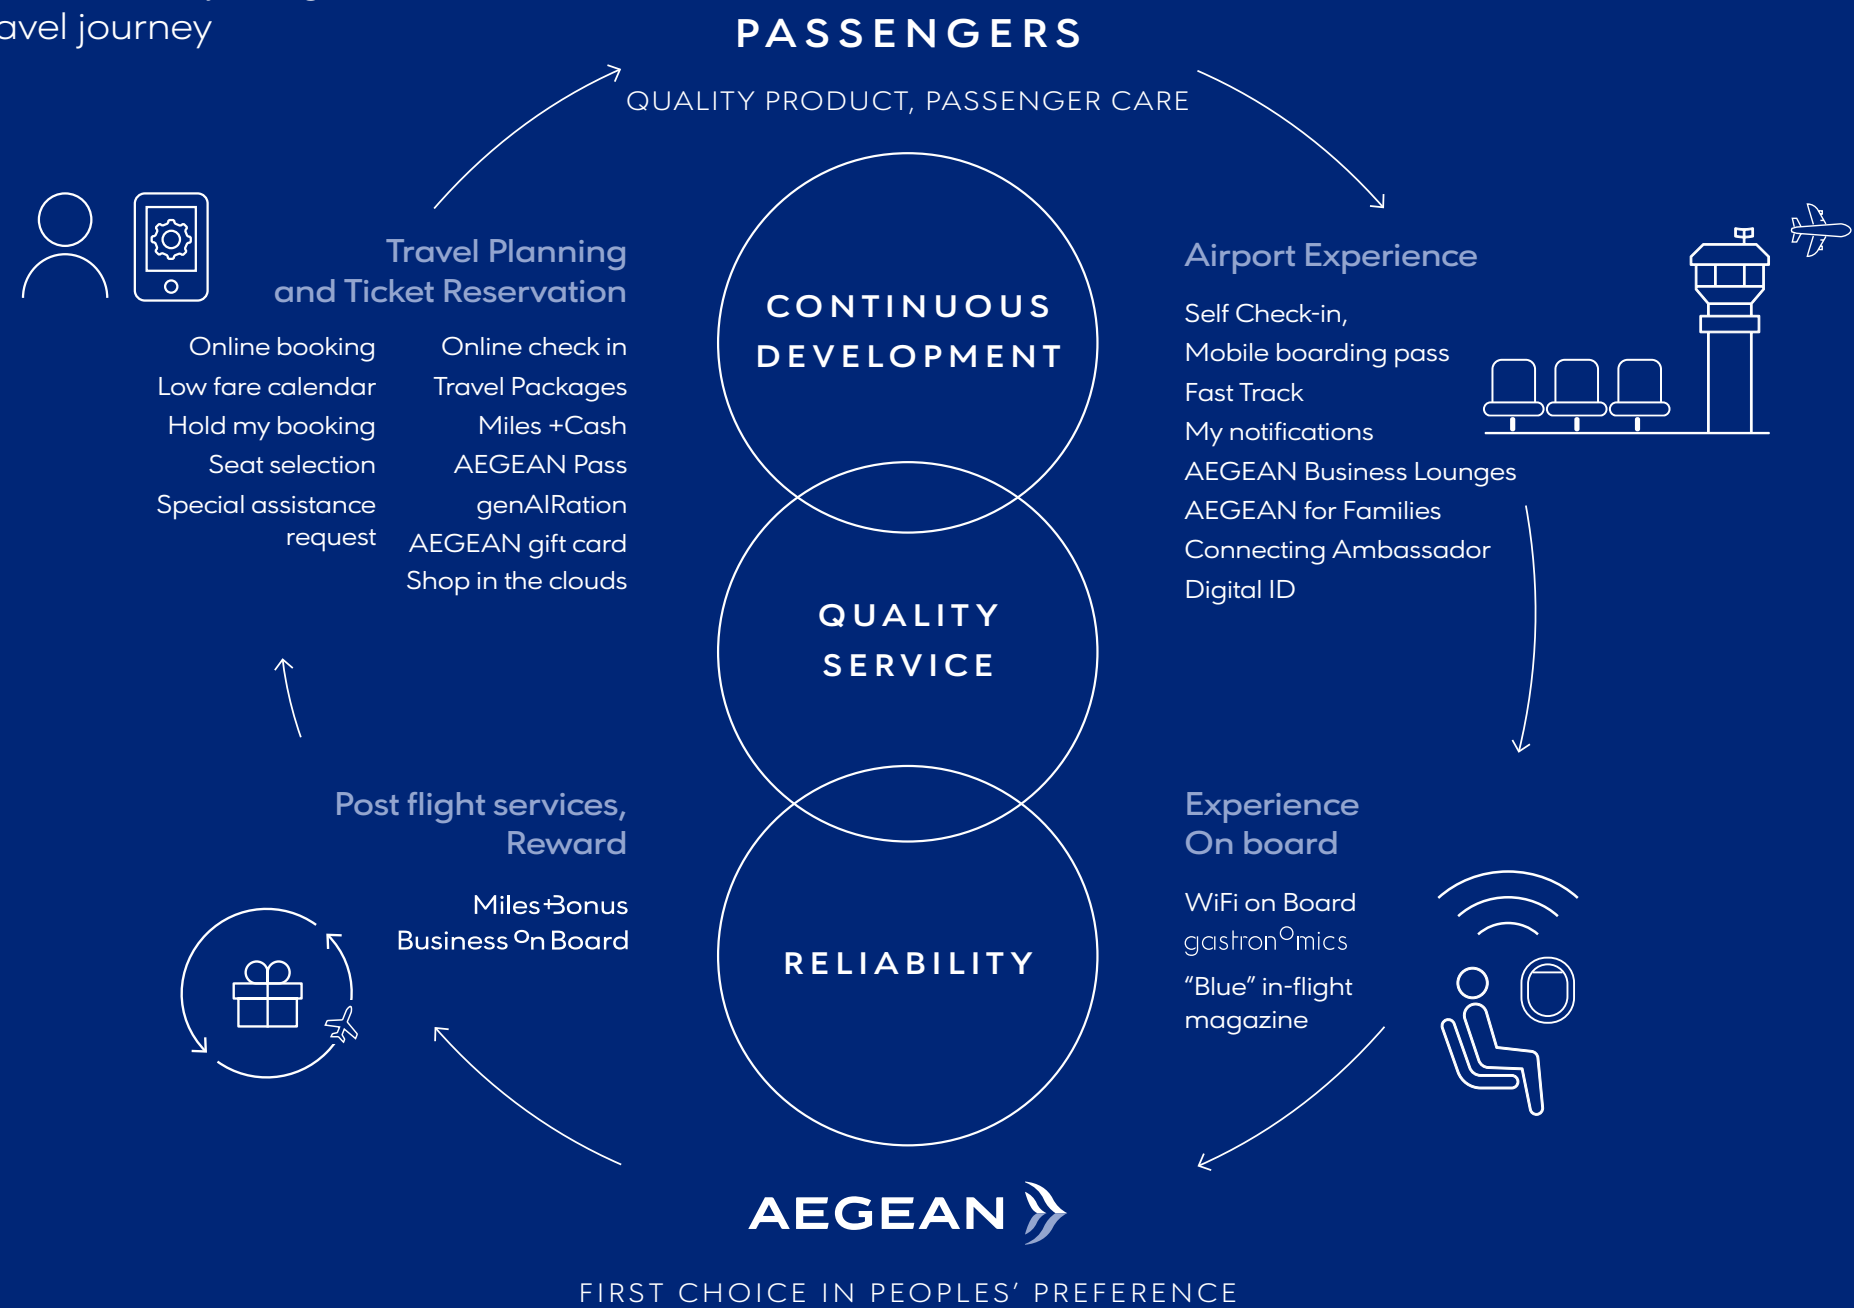 journey
PASSENGERS
QUALITY PRODUCT, PASSENGER CARE
Travel Planning
and Ticket Reservation
Online booking
Low fare calendar
Hold my booking
Seat selection
Special assistance
request
Online check in
Travel Packages
Miles +Cash
AEGEAN Pass
genAIRation
AEGEAN gift card
Shop in the clouds
CONTINUOUS
DEVELOPMENT
QUALITY
SERVICE
RELIABILITY
Airport Experience
Self Check-in,
Mobile boarding pass
Fast Track
My notifications
AEGEAN Business Lounges
AEGEAN for Families
Connecting Ambassador
Digital ID
Experience
On board
WiFi on Board
gastronOmics
“Blue” in-flight
magazine
Post flight services,
Reward
Miles+Bonus
Business On Board
AEGEAN
FIRST CHOICE IN PEOPLES’ PREFERENCE